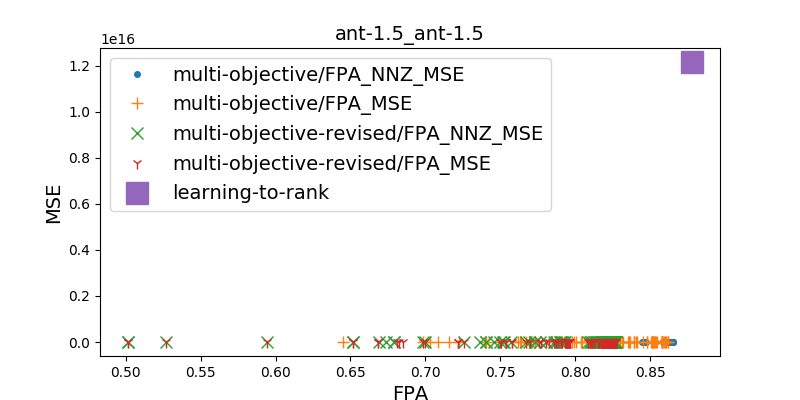 ant-1.5_ant-1.5
1e16
multi-objective/FPA_NNZ_MSE
multi-objective/FPA_MSE
multi-objective-revised/FPA_NNZ_MSE
multi-objective-revised/FPA_MSE
learning-to-rank
MSE
1.2
1.0
0.8
0.6
0.4
0.2
0.0
0.50 0.55 0.60 0.65 0.70 0.75 0.80 0.85
FPA